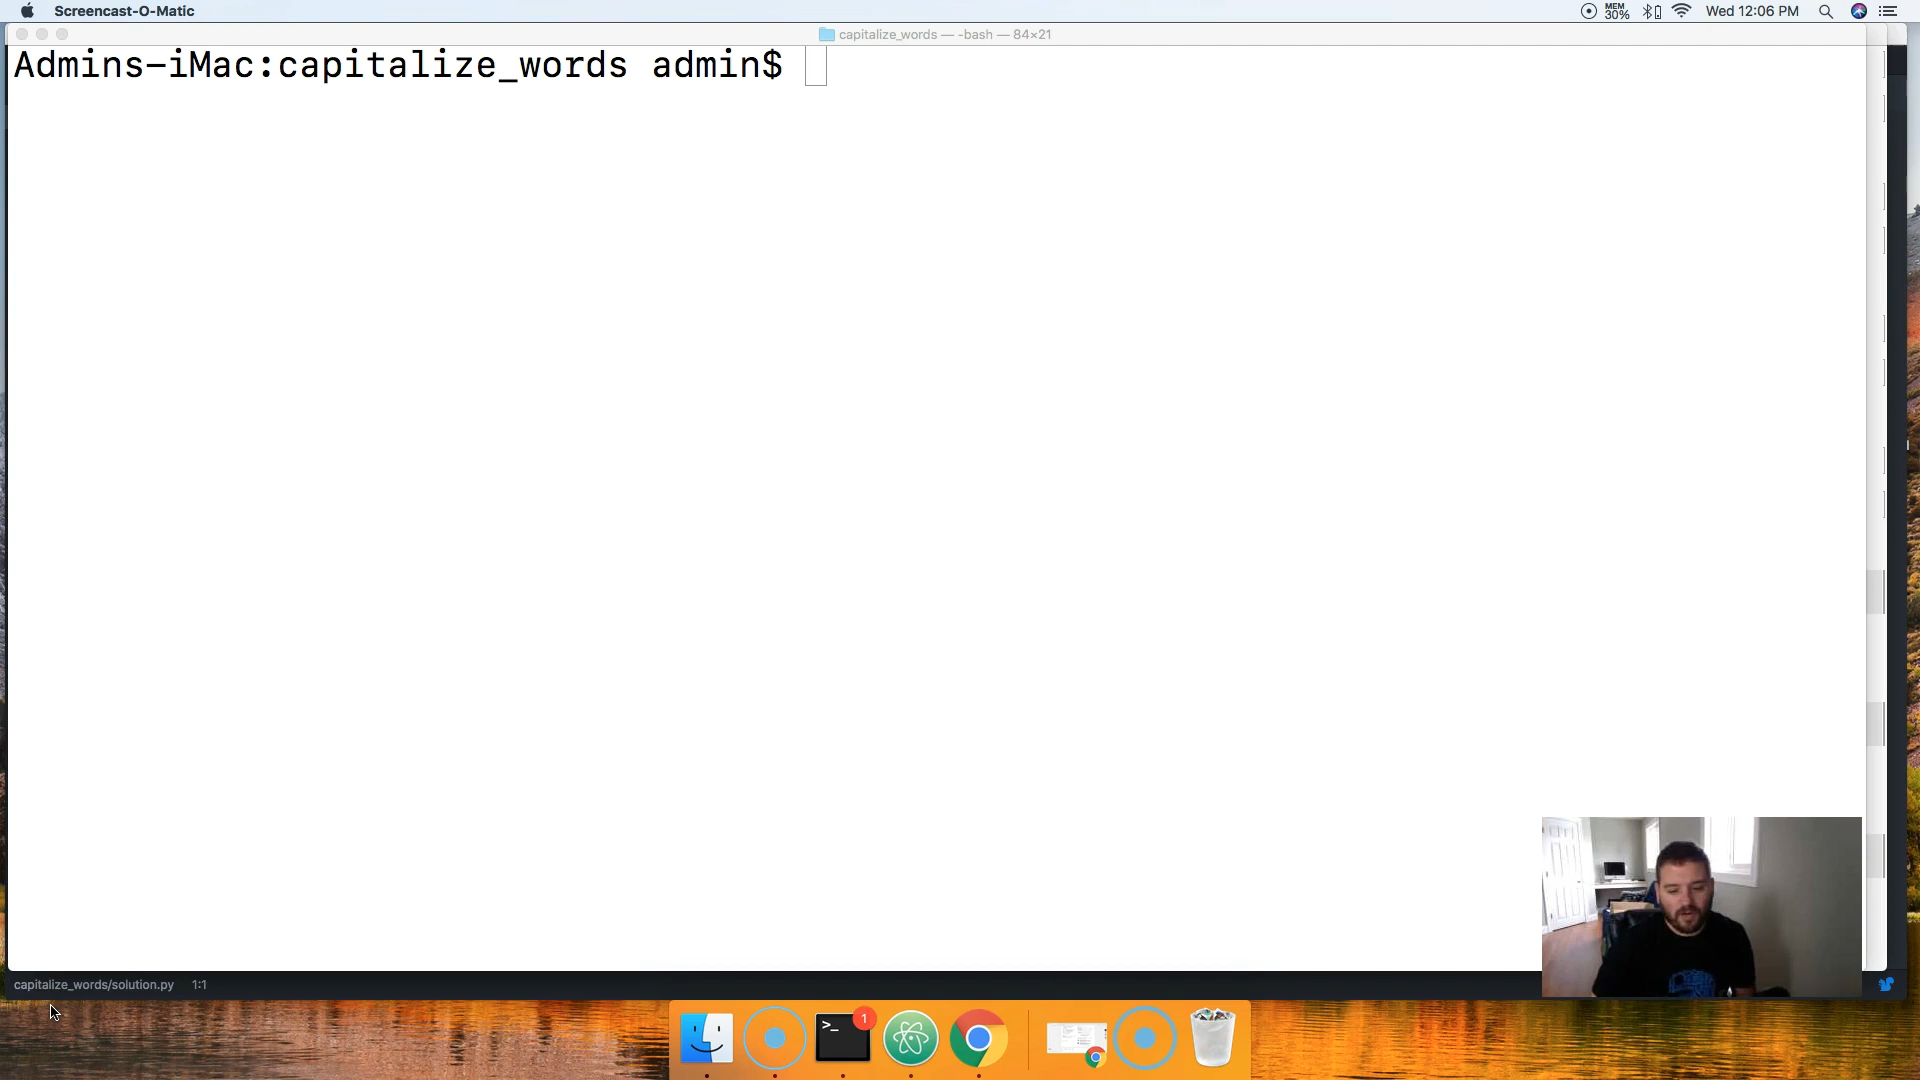 Screencast-O-Matic
MEM
30%
Wed 12:06 PM
capitalize_words — -bash — 84×21
Admins-iMac:capitalize_words admin$
capitalize_words/solution.py 1:1
>_
1